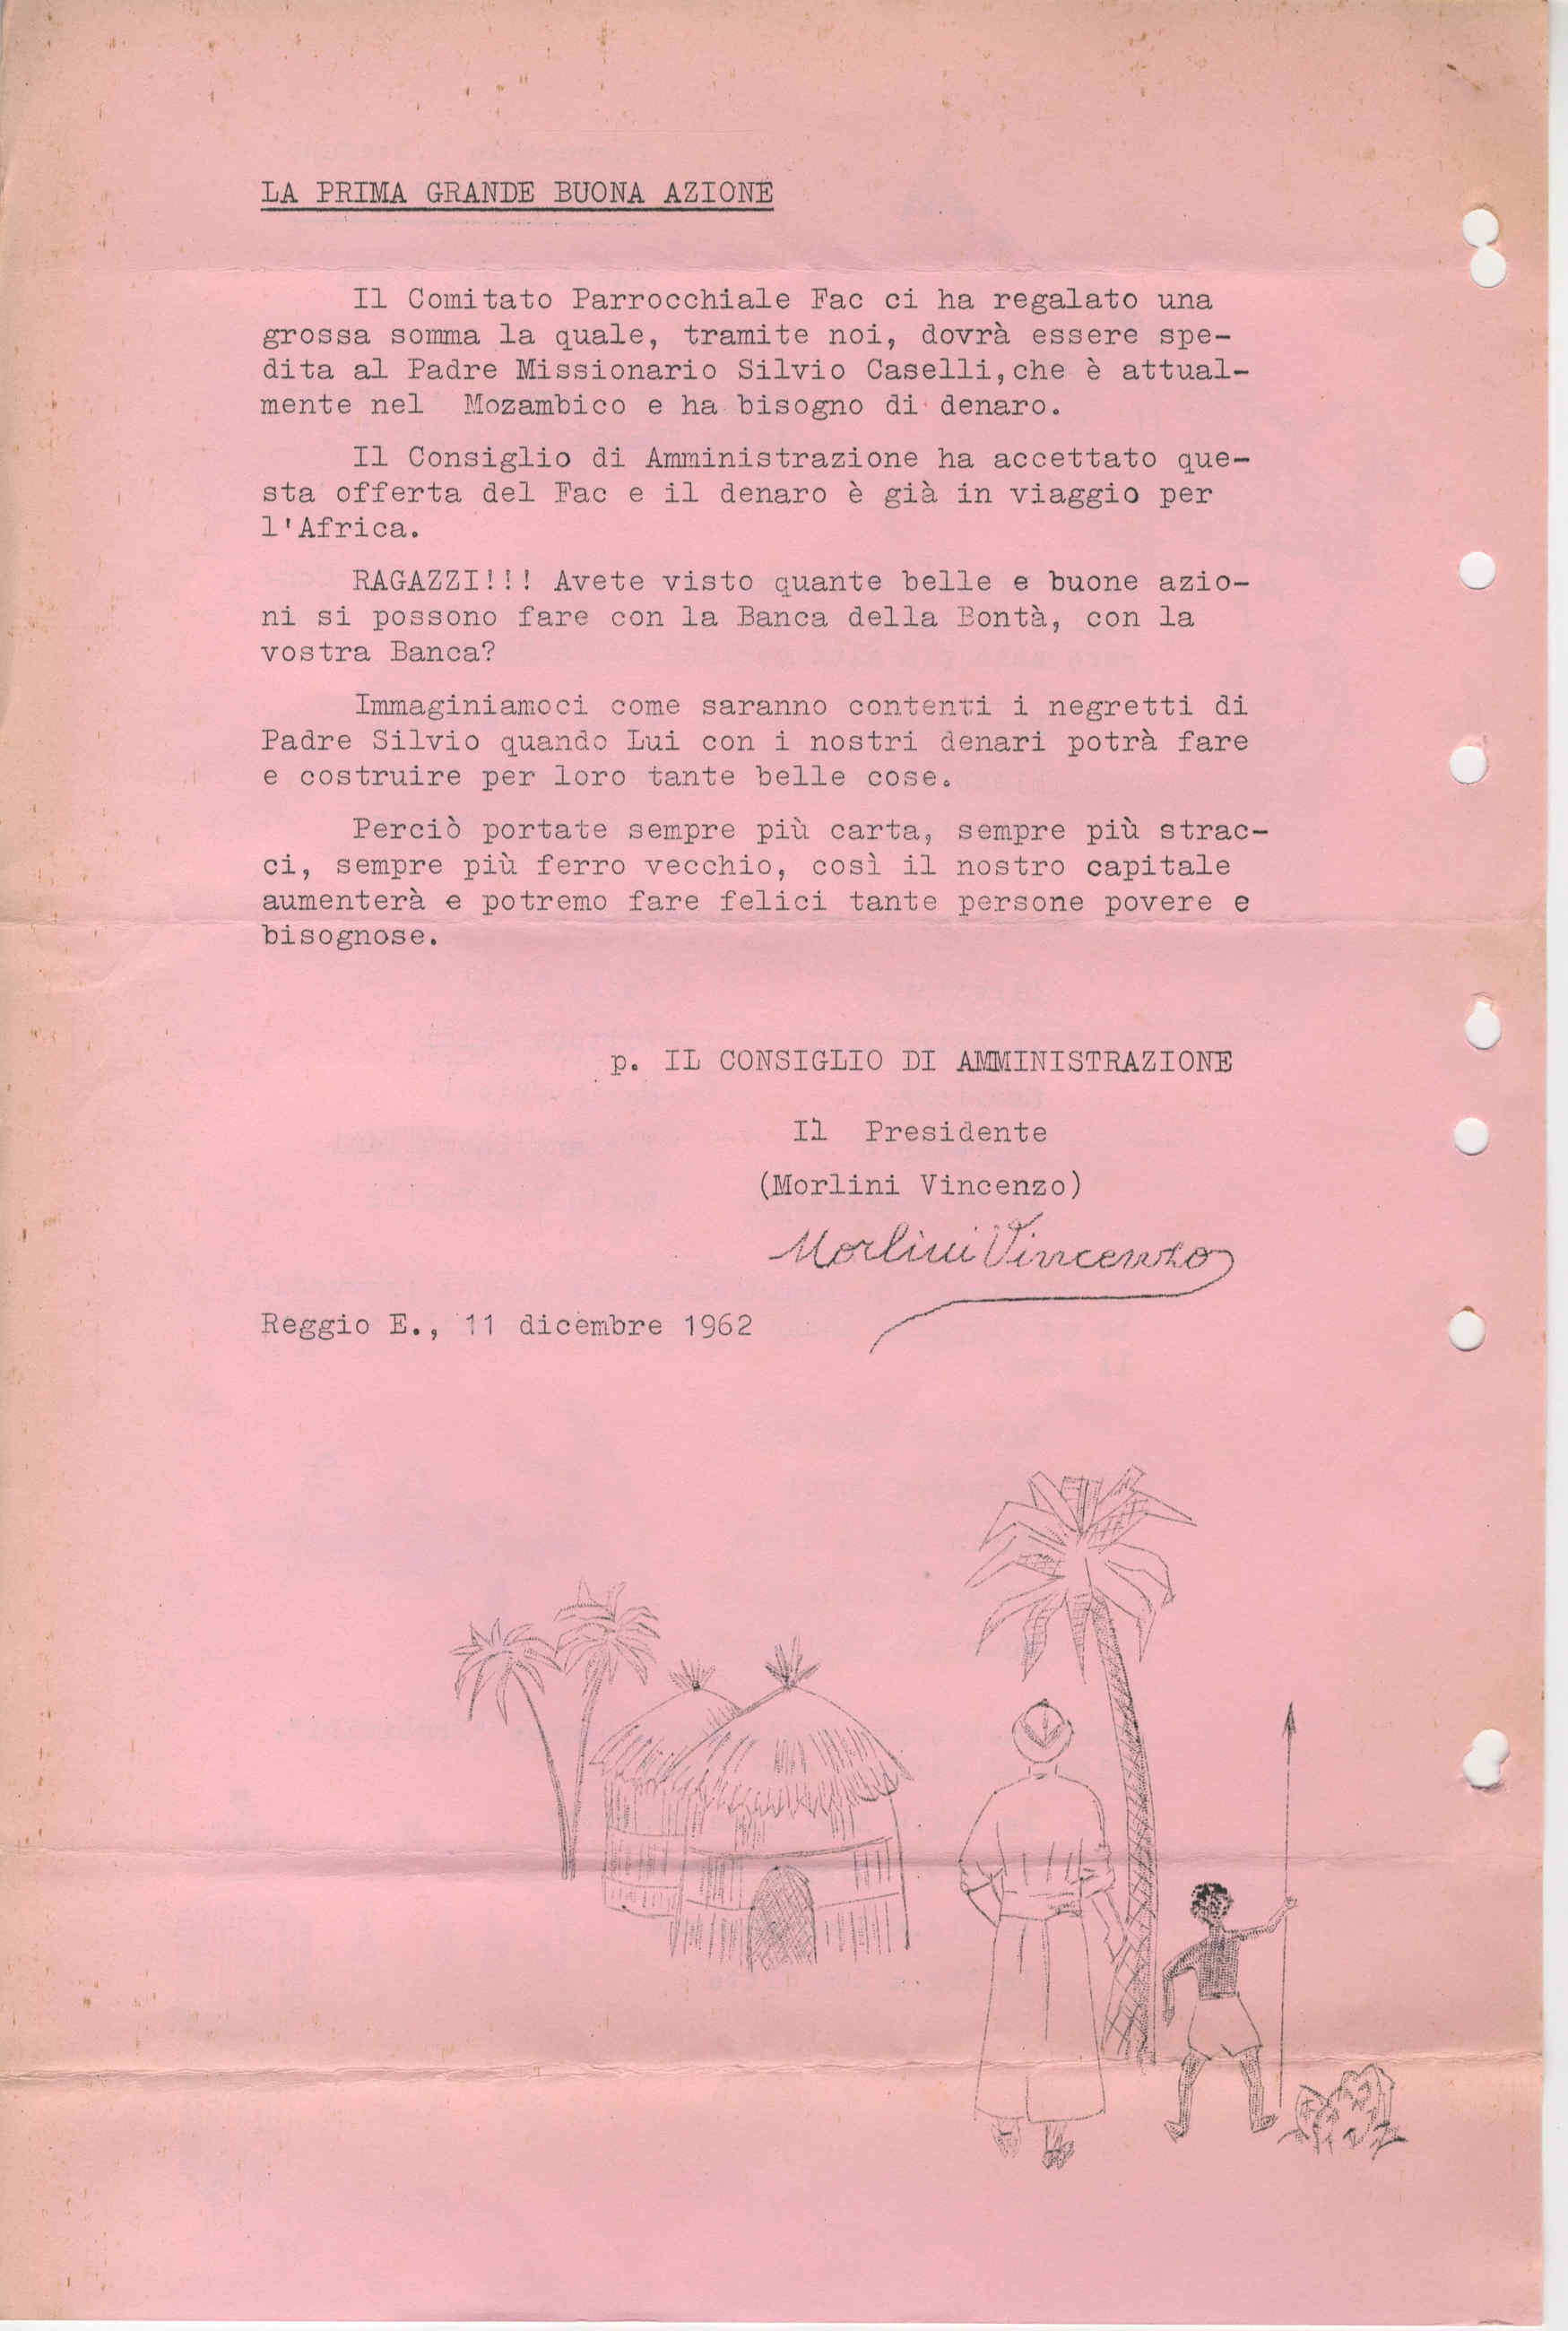 LA PRIMA GRANDE BUONA AZIONE
Il Comitato Parrocchiale Fac ci ha regalato una
grossa somma la quale, tramite noi, dovrà essere spe-
dita al Padre Missionario Silvio Caselli,che è attual-
mente nel Mozambico e ha bisogno di denaro.
Il Consiglio di Amministrazione ha accettato que-
sta offerta del Fac e il denaro è già in viaggio per
l'Africa.
RAGAZZI!!! Avete visto quante belle e buone azio-
ni si possono fare con la Banca della Bontà, con la
vostra Banca?
Immaginiamoci come saranno contenti i negretti di
Padre Silvio quando Lui con i nostri denari potrà fare
e costruire per loro tante belle cose.
Perciò portate sempre più carta, sempre più strac-
ci, sempre più ferro vecchio, così il nostro capitale
aumenterà e potremo fare felici tante persone povere e
bisognose.
p. IL CONSIGLIO DI AMMINISTRAZIONE
Il Presidente
(Morlini Vincenzo)
Morlini Vincenzo
Reggio E., 11 dicembre 1962